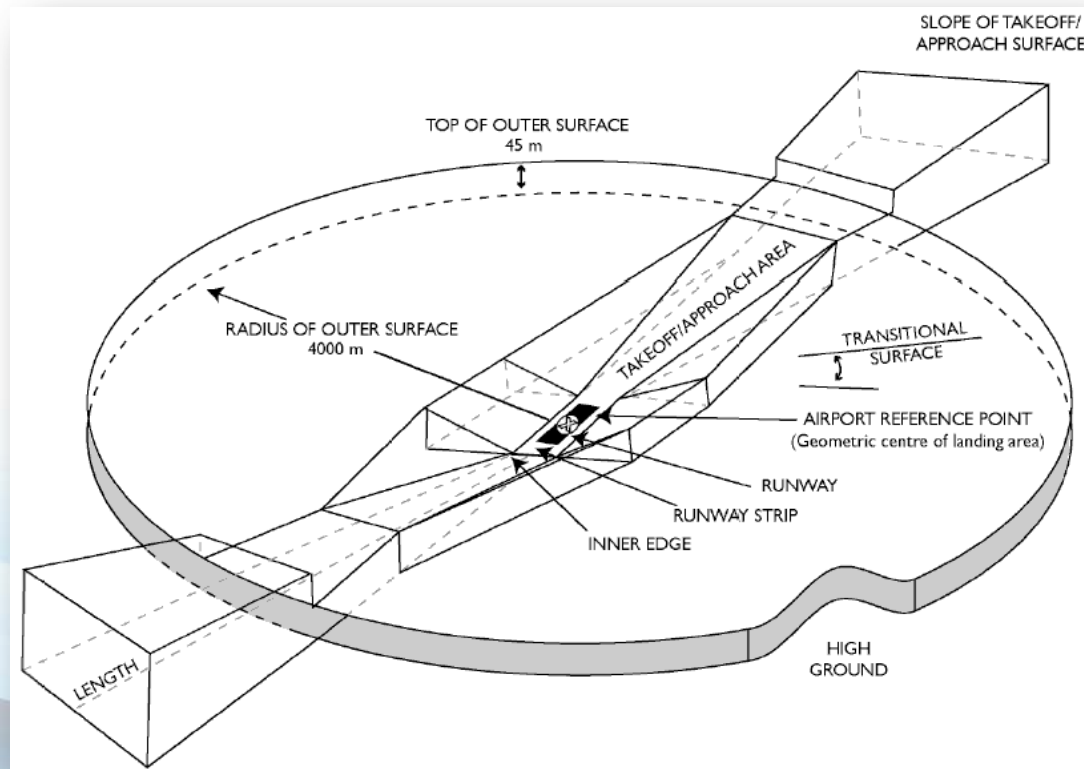 SLOPE OF TAKEOFF/
APPROACH SURFACE
TOP OF OUTER SURFACE
45 m
TAKEOFF/APPROACH AREA
RADIUS OF OUTER SURFACE
4000 m
TRANSITIONAL
SURFACE
AIRPORT REFERENCE POINT
(Geometric centre of landing area)
RUNWAY
RUNWAY STRIP
INNER EDGE
HIGH
GROUND
LENGTH